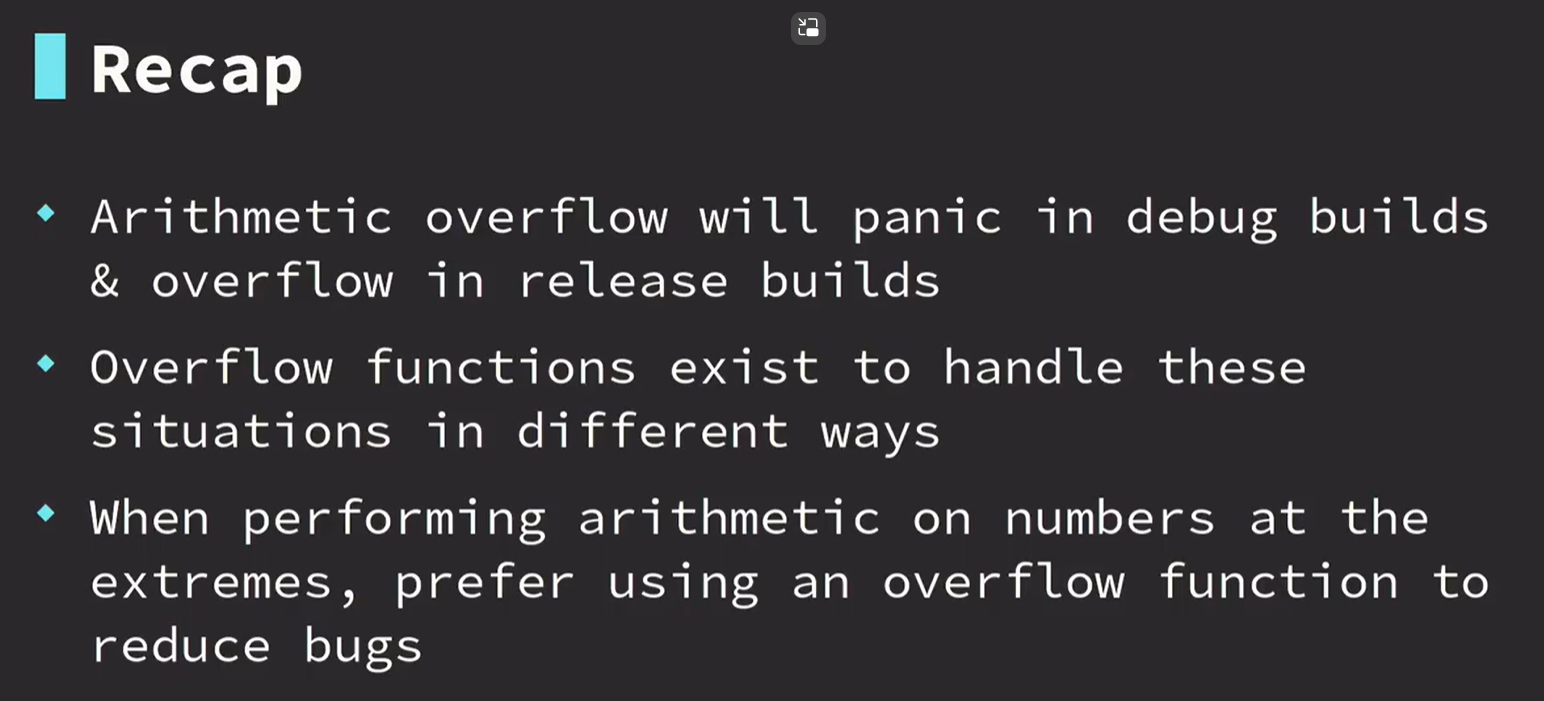 Recap
Arithmetic overflow will panic in debug builds
& overflow in release builds
Overflow functions exist to handle these
situations in different ways
When performing arithmetic on numbers at the
extremes, prefer using an overflow function to
reduce bugs